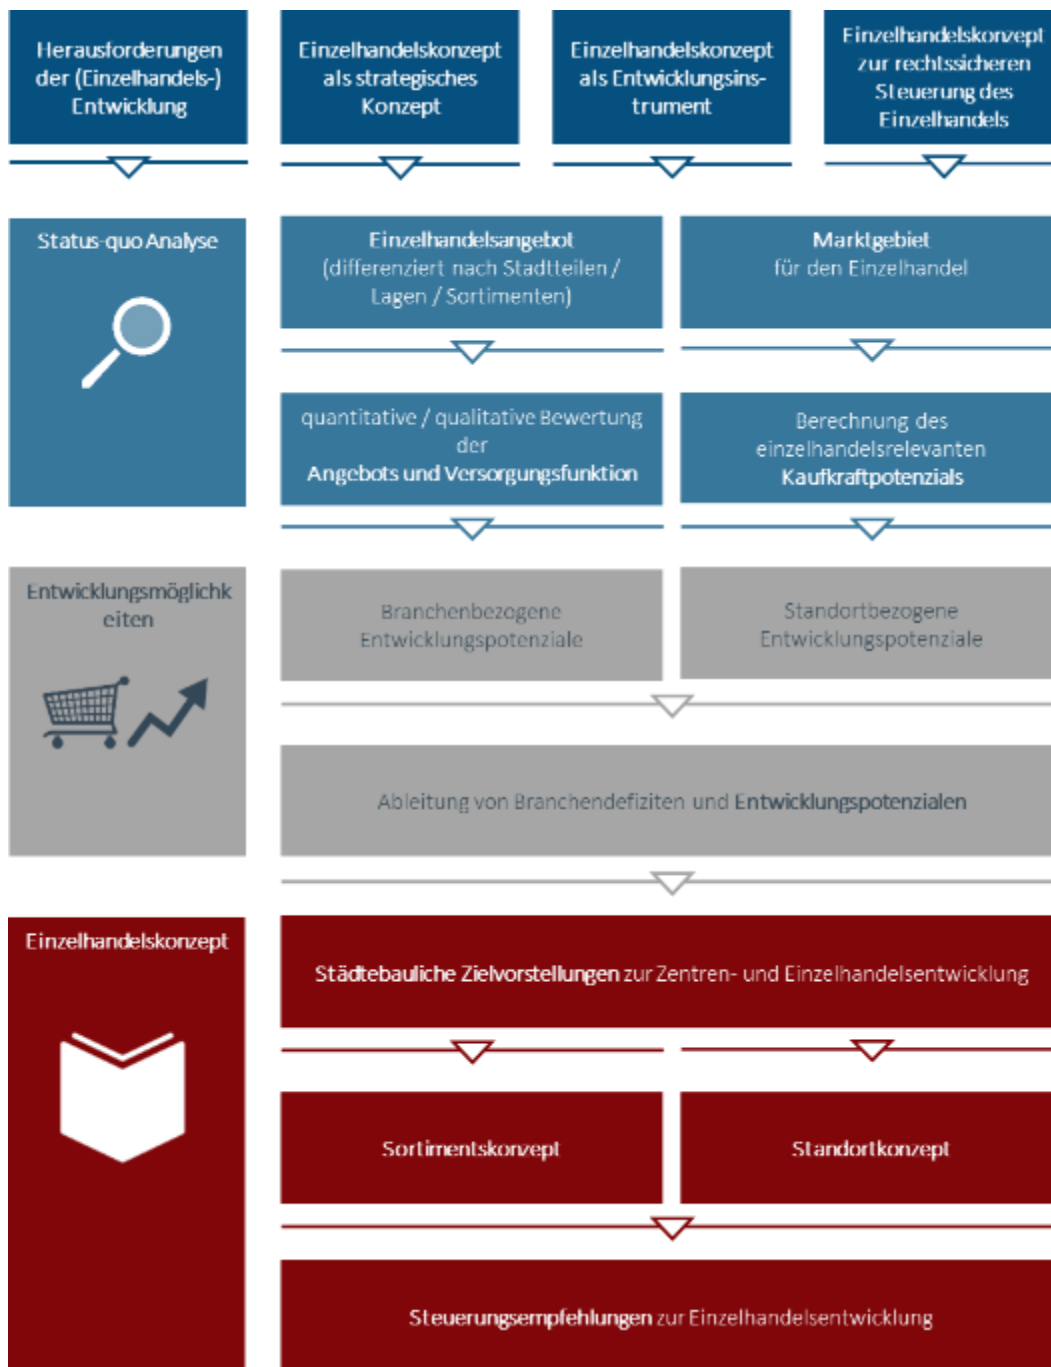 Herausforderungen
der (Einzelhandels-)
Entwicklung
Einzelhandelskonzept
als strategisches
Konzept
Einzelhandelskonzept
als Entwicklungsins-
trument
Einzelhandelskonzept
zur rechtssicheren
Steuerung des
Einzelhandels
Status-quo Analyse
Einzelhandelsangebot
(differenziert nach Stadtteilen /
Lagen / Sortimenten)
Marktgebiet
für den Einzelhandel
quantitative / qualitative Bewertung
der
Angebots und Versorgungsfunktion
Berechnung des
einzelhandelsrelevanten
Kaufkraftpotenzials
Entwicklungsmöglichk
eiten
Branchenbezogene
Entwicklungspotenziale
Standortbezogene
Entwicklungspotenziale
Ableitung von Branchendefiziten und Entwicklungspotenzialen
Einzelhandelskonzept
Städtebauliche Zielvorstellungen zur Zentren- und Einzelhandelsentwicklung
Sortimentskonzept
Standortkonzept
Steuerungsempfehlungen zur Einzelhandelsentwicklung